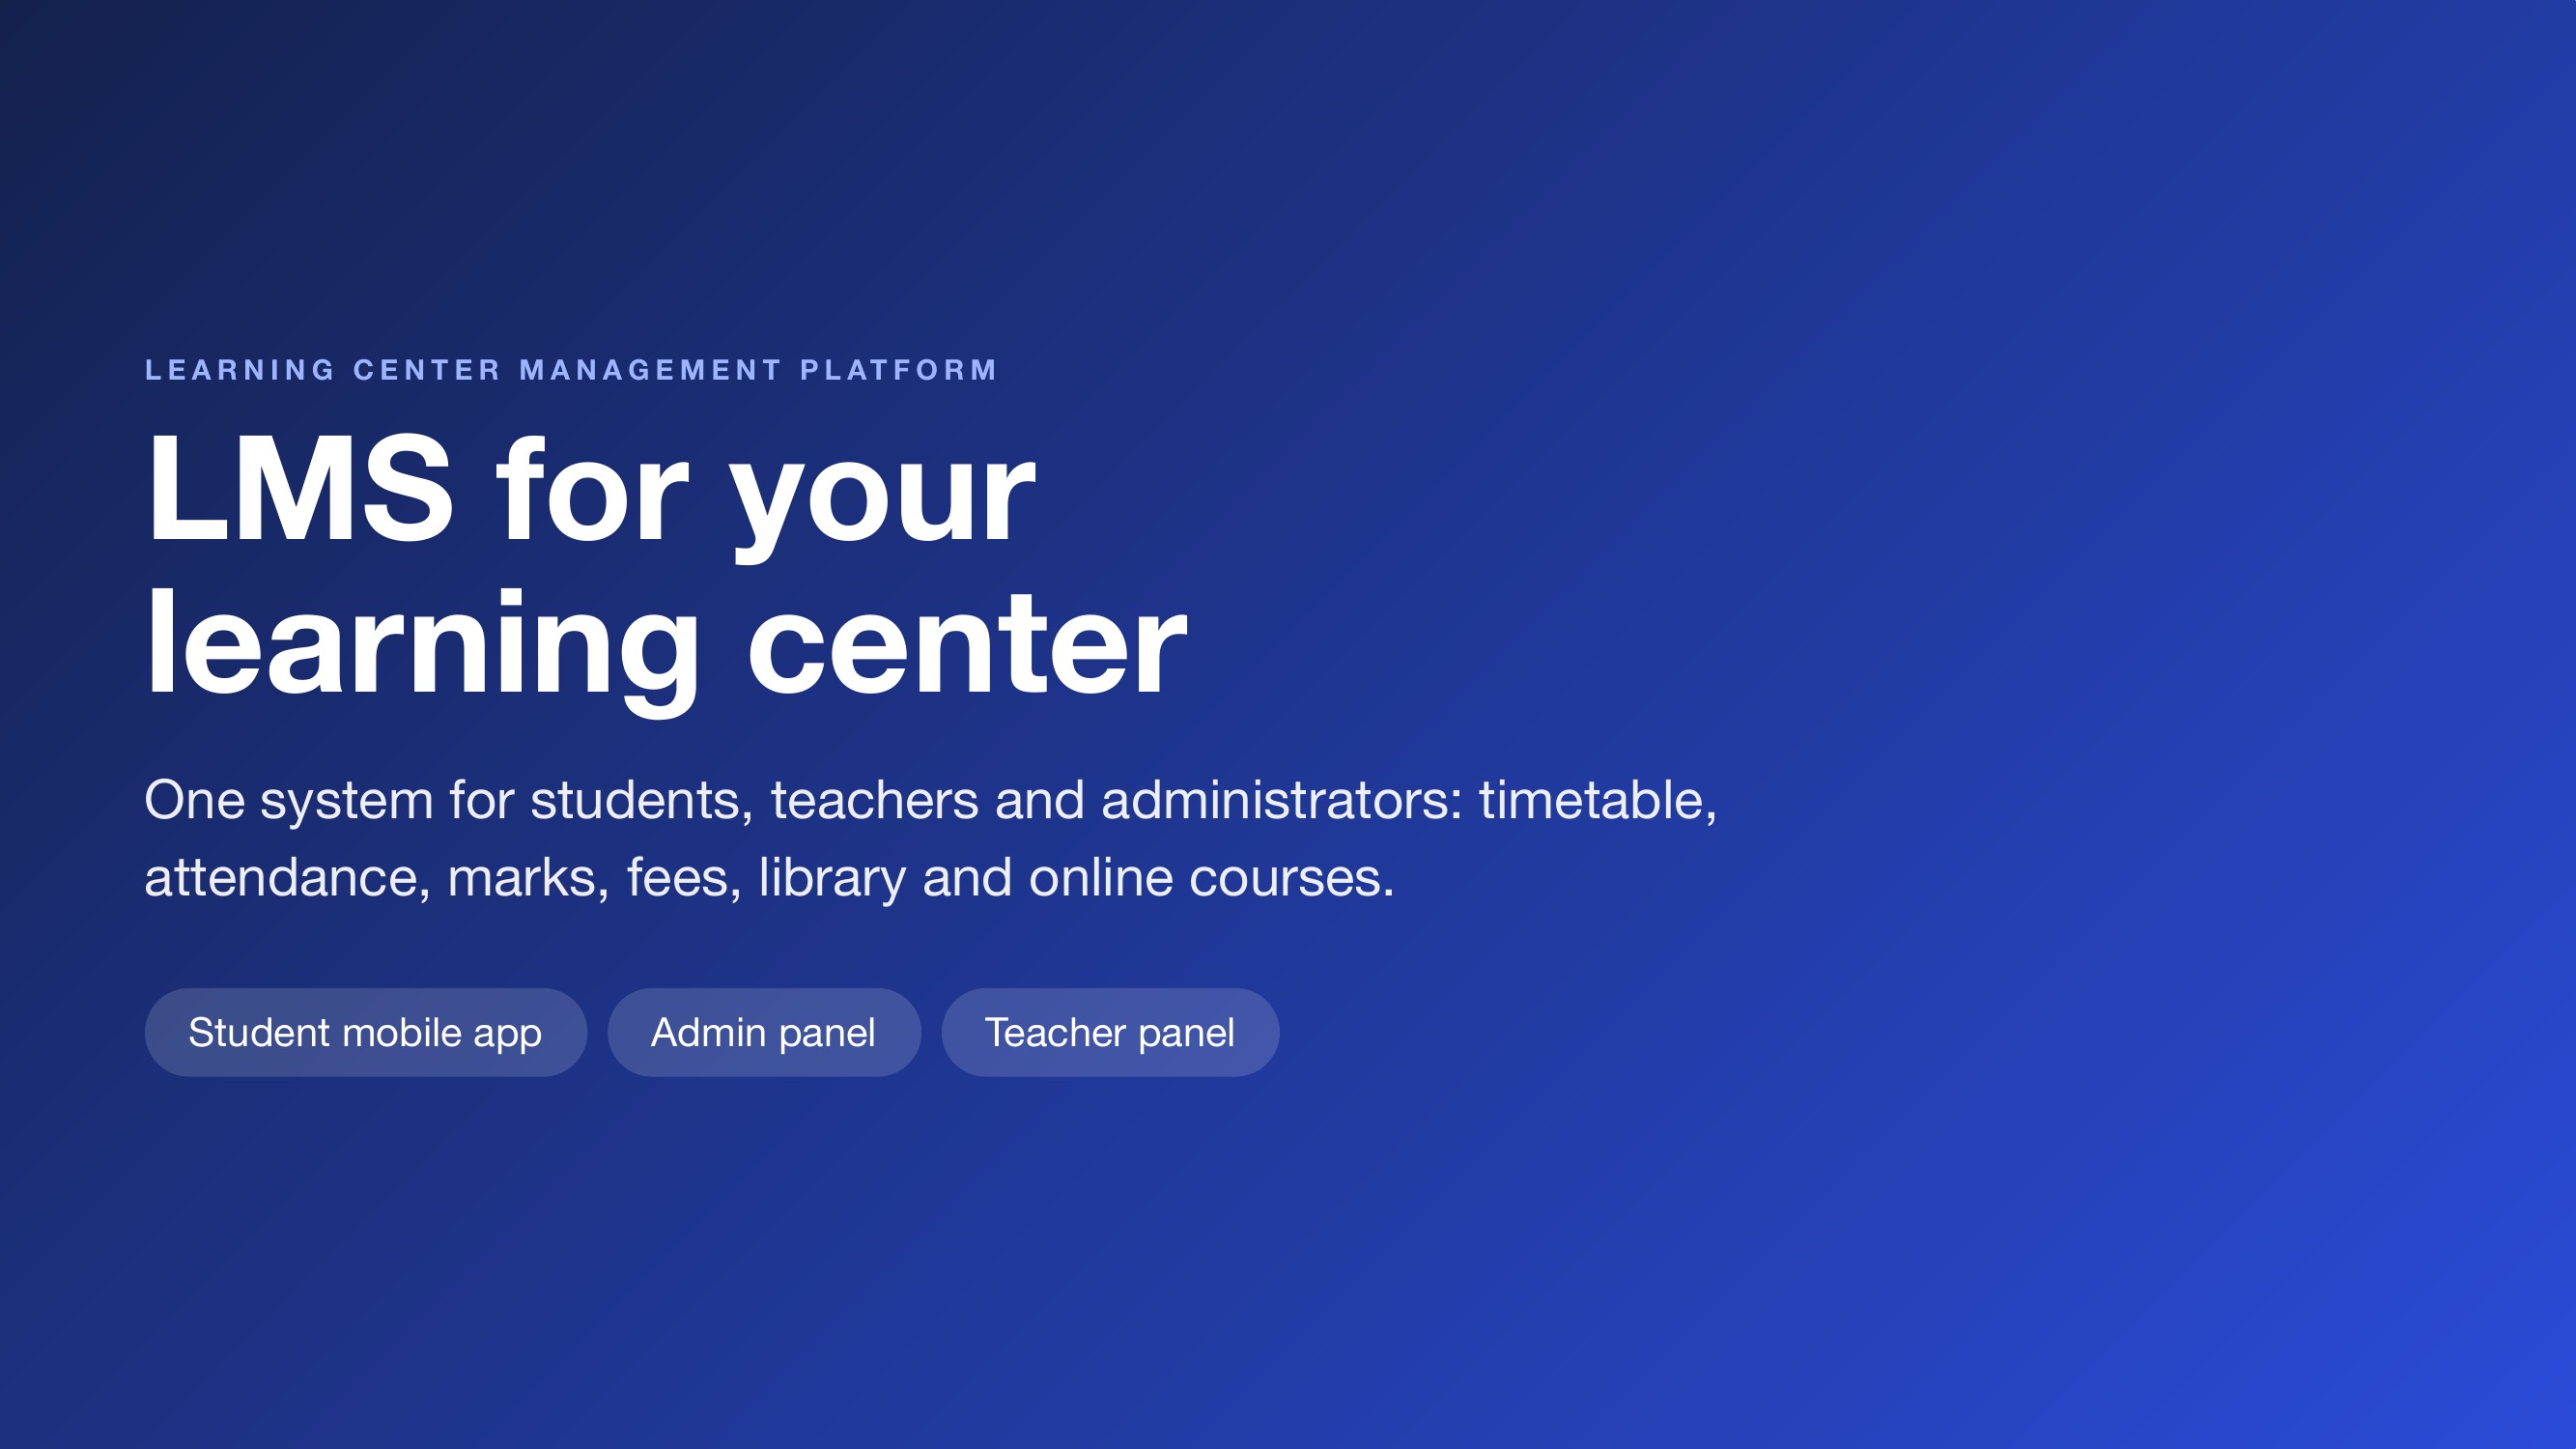 LEARNING CENTER MANAGEMENT PLATFORM
LMS for your
learning center
One system for students, teachers and administrators: timetable,
attendance, marks, fees, library and online courses.
Student mobile app Admin panel Teacher panel